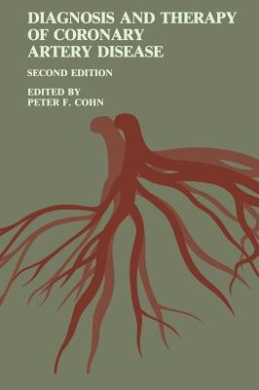 DIAGNOSIS AND THERAPY
OF CORONARY
ARTERY DISEASE
SECOND EDITION
EDITED BY
PETER F. COHN